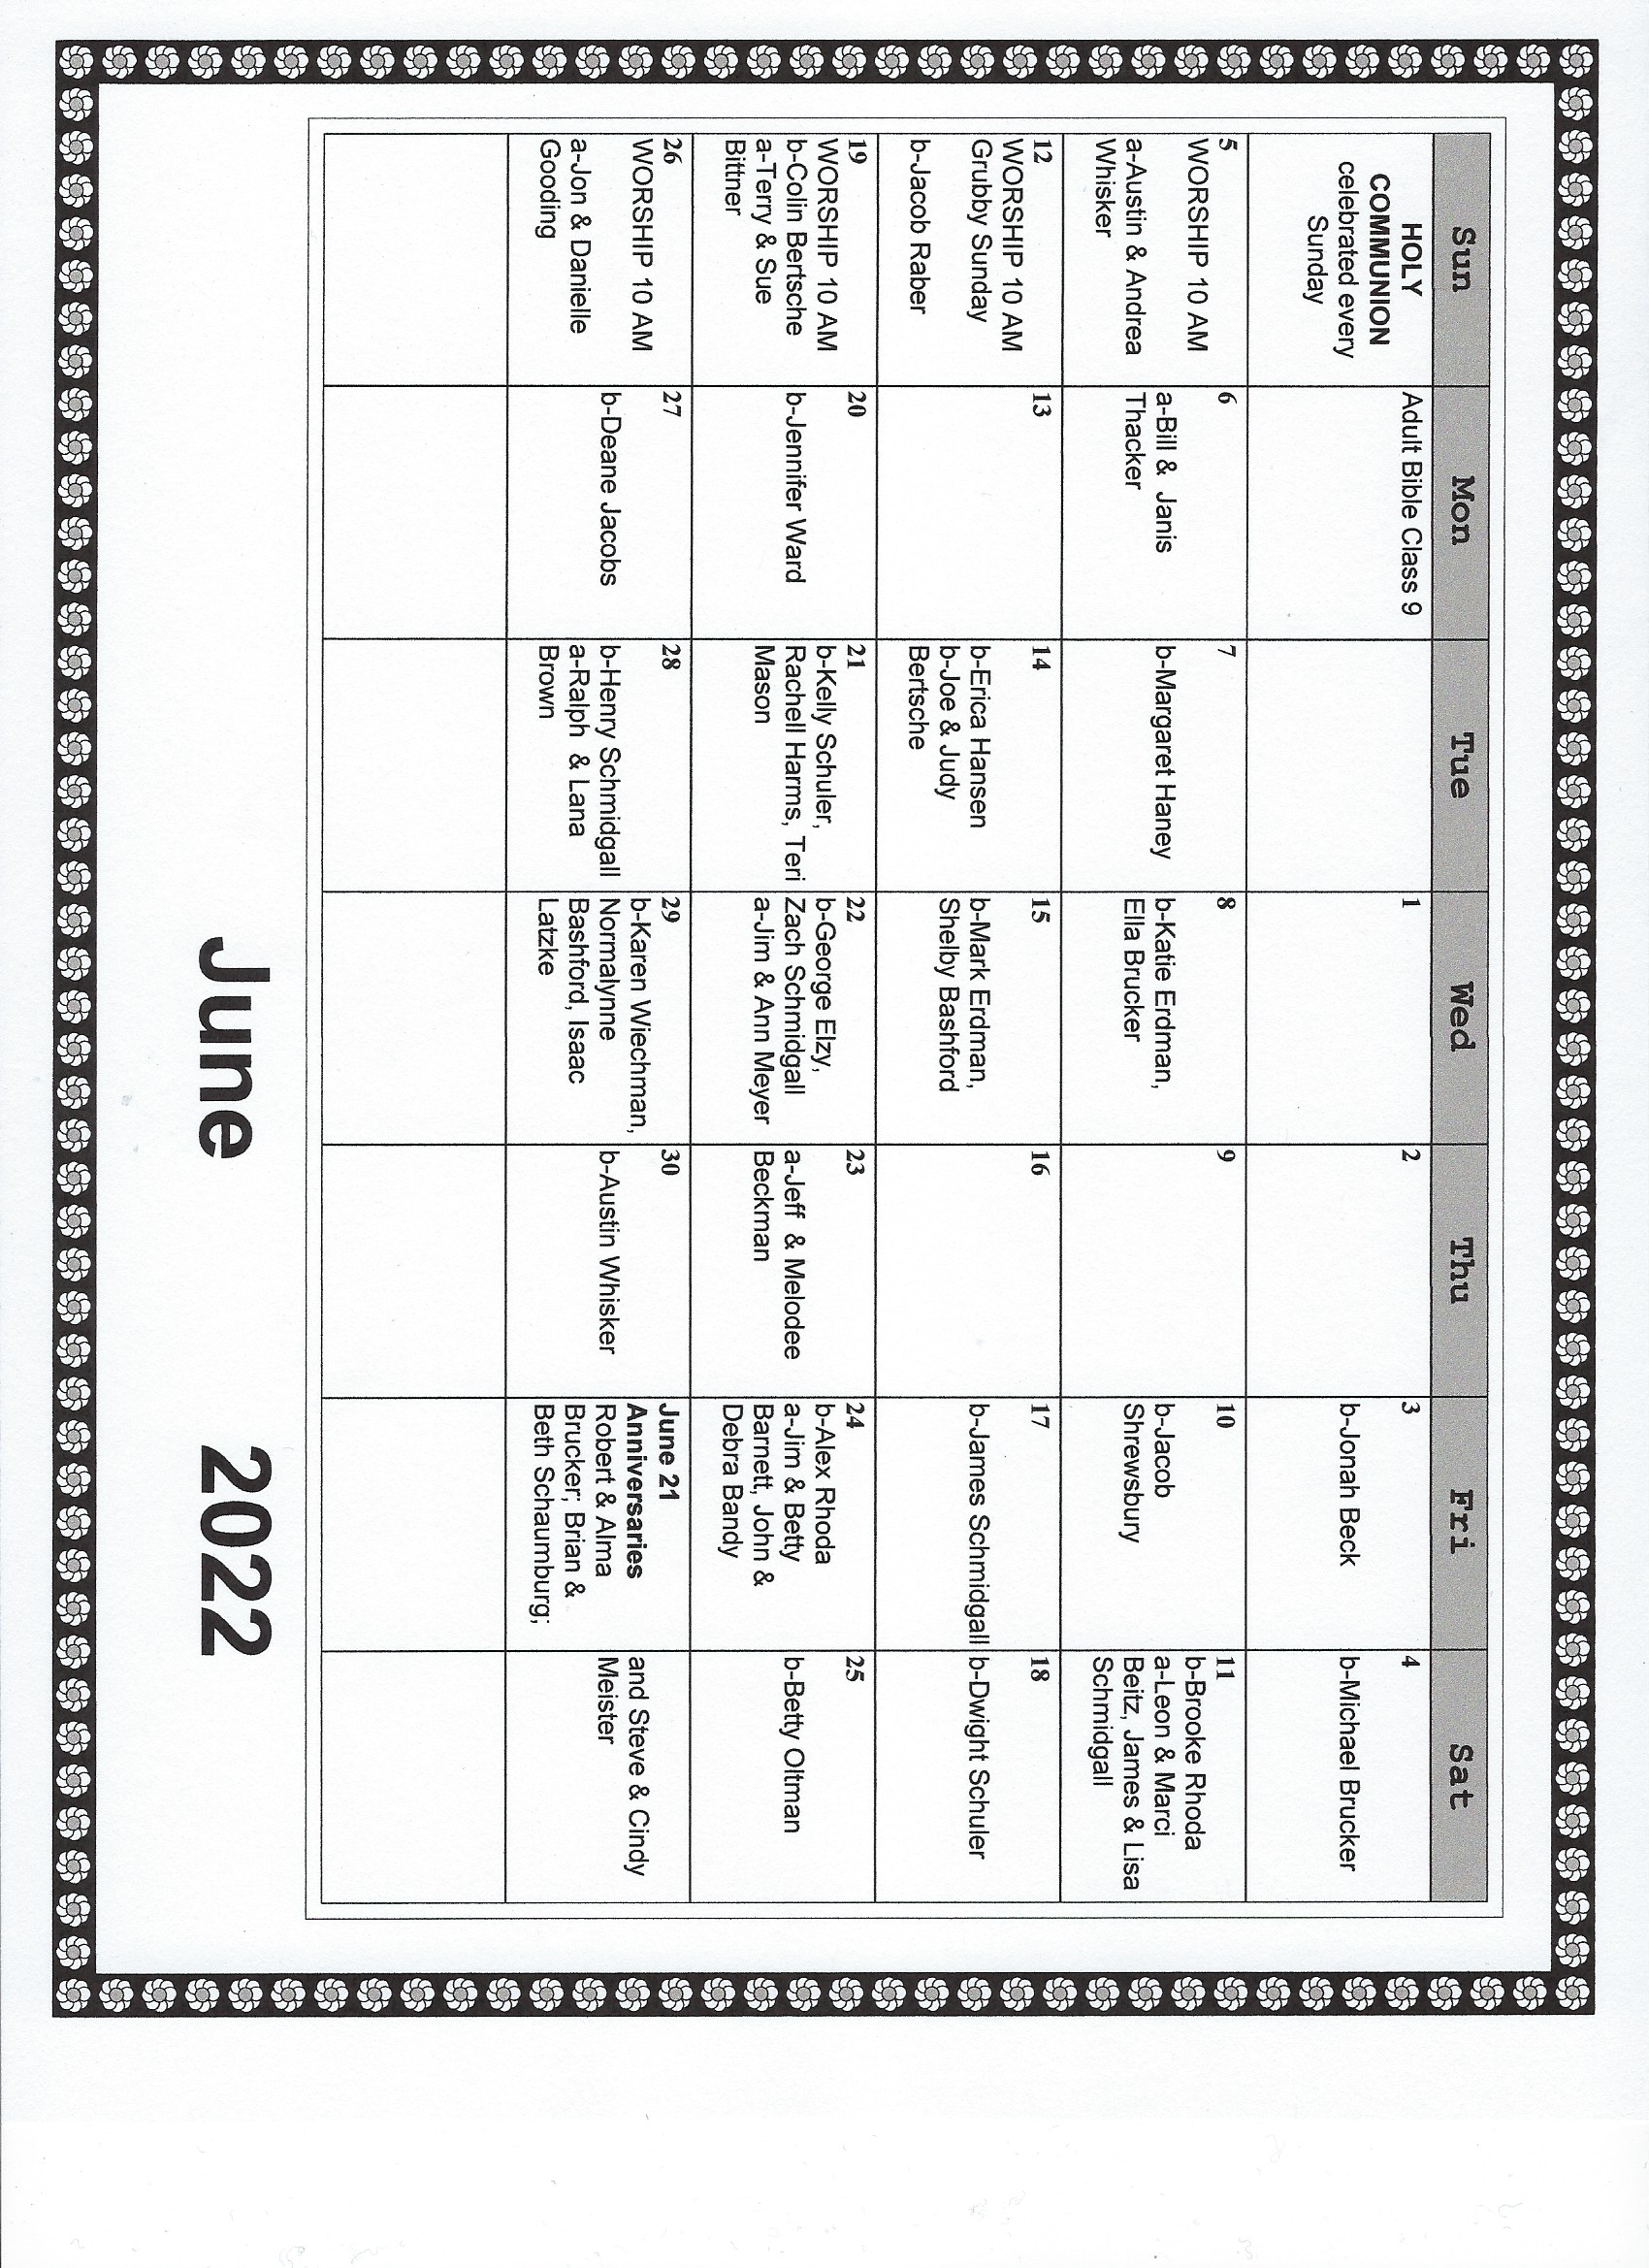 Sun Mon Tue Wed Thu Fri Sat
HOLY
COMMUNION
celebrated every
Sunday
Adult Bible Class 9
1
2
3
b-Jonah Beck
4
b-Michael Brucker
5
WORSHIP 10 AM
a-Austin & Andrea
Whisker
6
a-Bill & Janis
Thacker
7
b-Margaret Haney
8
b-Katie Erdman,
Ella Brucker
9
10
b-Jacob
Shrewsbury
11
b-Brooke Rhoda
a-Leon & Marci
Beitz, James & Lisa
Schmidgall
12
WORSHIP 10 AM
Grubby Sunday
b-Jacob Raber
13
14
b-Erica Hansen
b-Joe & Judy
Bertsche
15
b-Mark Erdman,
Shelby Bashford
16
17
b-James Schmidgall
18
b-Dwight Schuler
19
WORSHIP 10 AM
b-Colin Bertsche
a-Terry & Sue
Bittner
20
b-Jennifer Ward
21
b-Kelly Schuler,
Rachell Harms, Teri
Mason
22
b-George Elzy,
Zach Schmidgall
a-Jim & Ann Meyer
23
a-Jeff & Melodee
Beckman
24
b-Alex Rhoda
a-Jim & Betty
Barnett, John &
Debra Bandy
25
b-Betty Oltman
26
WORSHIP 10 AM
a-Jon & Danielle
Gooding
27
b-Deane Jacobs
28
b-Henry Schmidgall
a-Ralph & Lana
Brown
29
b-Karen Wiechman,
Normalynne
Bashford, Isaac
Latzke
30
b-Austin Whisker
June 21
Anniversaries
Robert & Alma
Brucker; Brian &
Beth Schaumburg;
and Steve & Cindy
Meister
June 2022